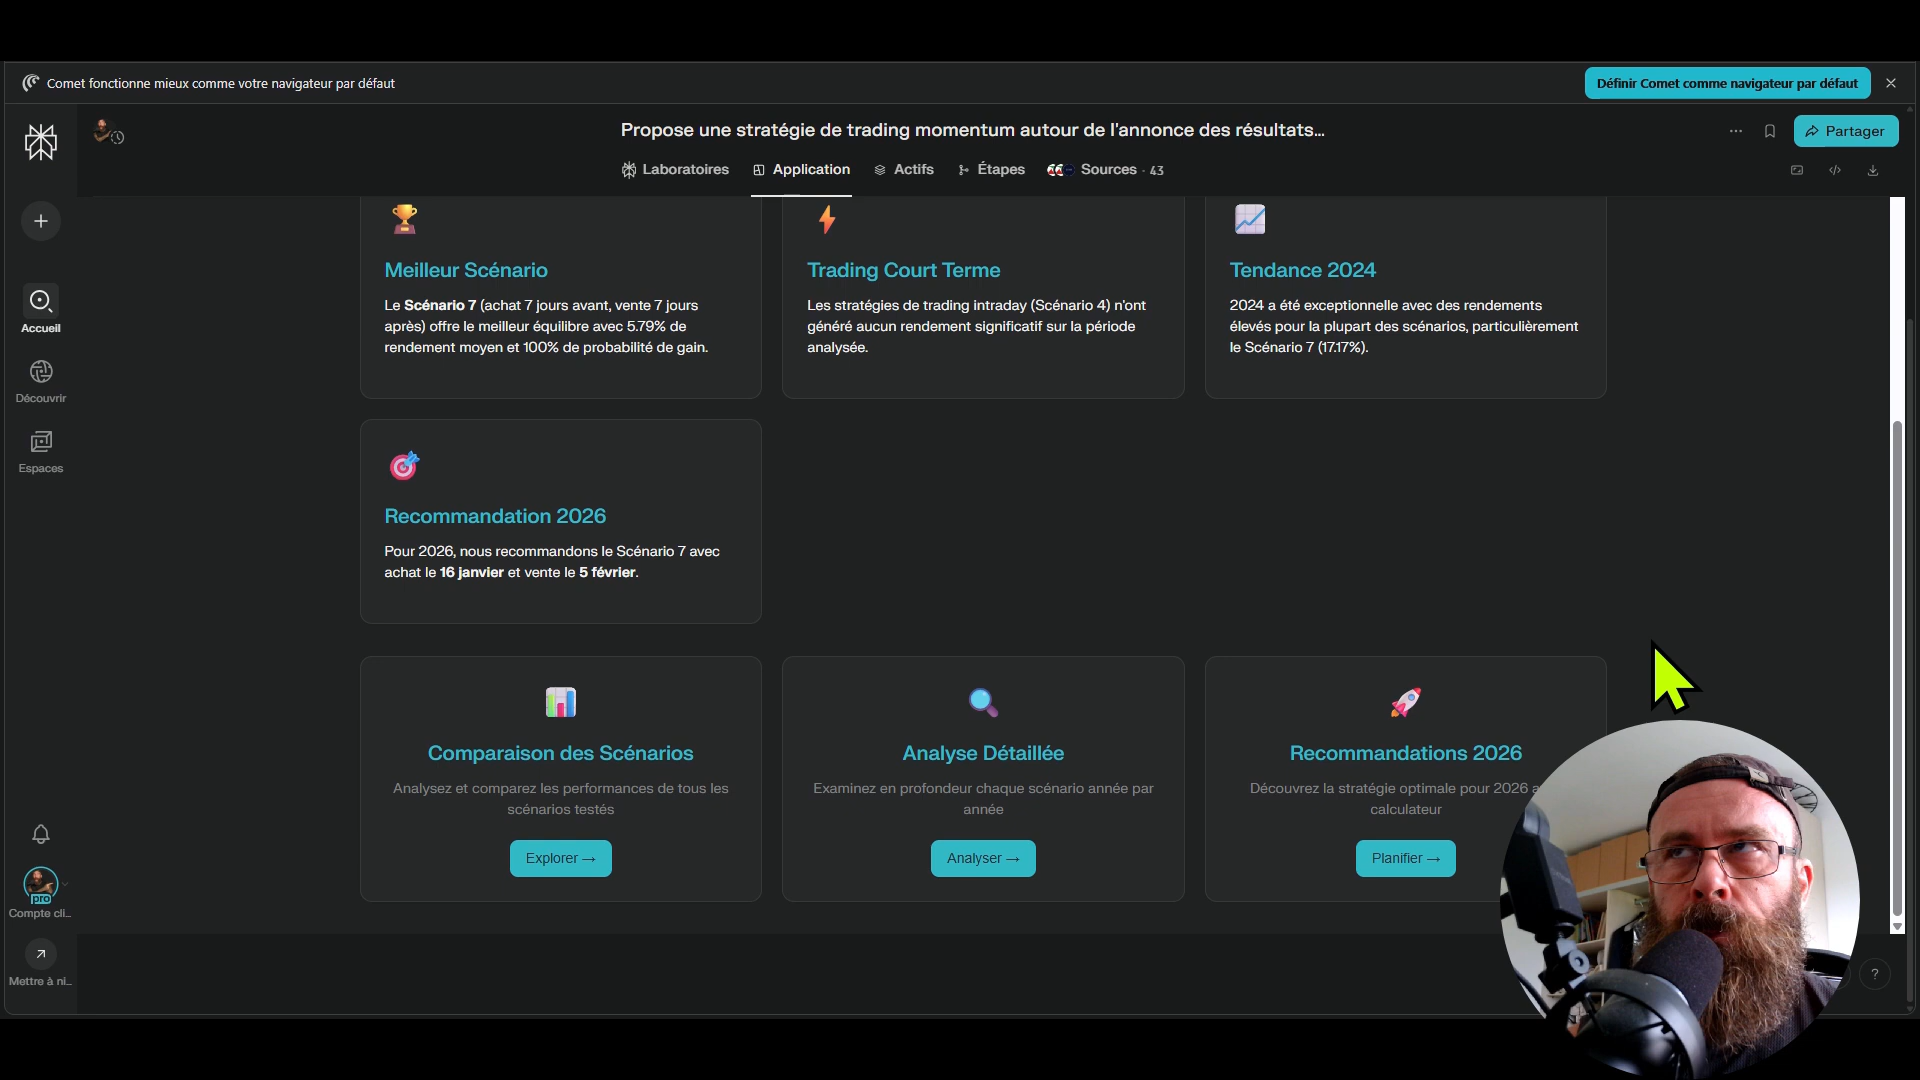 Comet fonctionne mieux comme votre navigateur par défaut
Définir Comet comme navigateur par défaut
Propose une stratégie de trading momentum autour de l'annonce des résultats...
Partager
Laboratoires
Application
Actifs
Étapes
Sources · 43
Accueil
Découvrir
Espaces
pro
Compte cli...
Mettre à ni...
Meilleur Scénario
Le Scénario 7 (achat 7 jours avant, vente 7 jours
après) offre le meilleur équilibre avec 5.79% de
rendement moyen et 100% de probabilité de gain.
Trading Court Terme
Les stratégies de trading intraday (Scénario 4) n'ont
généré aucun rendement significatif sur la période
analysée.
Tendance 2024
2024 a été exceptionnelle avec des rendements
élevés pour la plupart des scénarios, particulièrement
le Scénario 7 (17.17%).
Recommandation 2026
Pour 2026, nous recommandons le Scénario 7 avec
achat le 16 janvier et vente le 5 février.
Comparaison des Scénarios
Analysez et comparez les performances de tous les
scénarios testés
Explorer →
Analyse Détaillée
Examinez en profondeur chaque scénario année par
année
Analyser →
Recommandations 2026
Découvrez la stratégie optimale pour 2026
calculateur
Planifier →
?